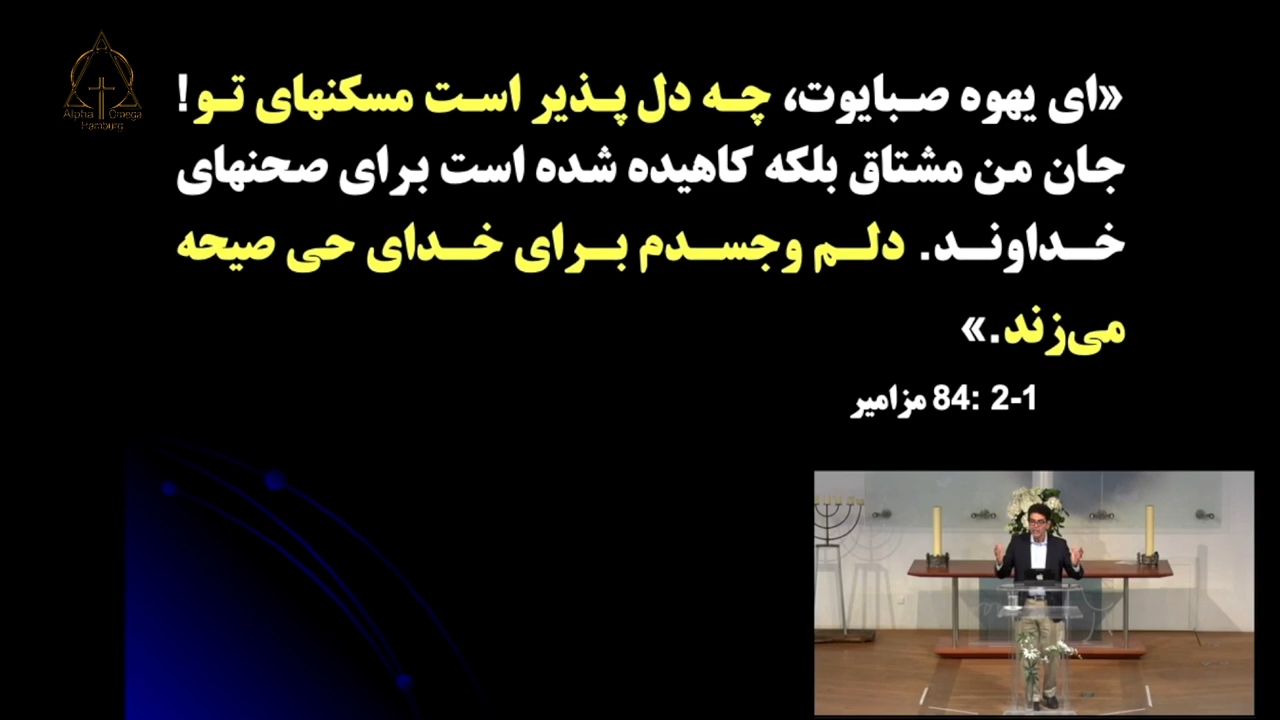 «ای یهوه صبایوت، چه دل پذیر است مسکنهای تو!
جان من مشتاق بلکه کاهیده شده است برای صحنهای
خداوند. دلم وجسدم برای خدای حی صیحه
می‌زند.»
مزامیر 84: 2-1
Alpha Omega
Hamburg